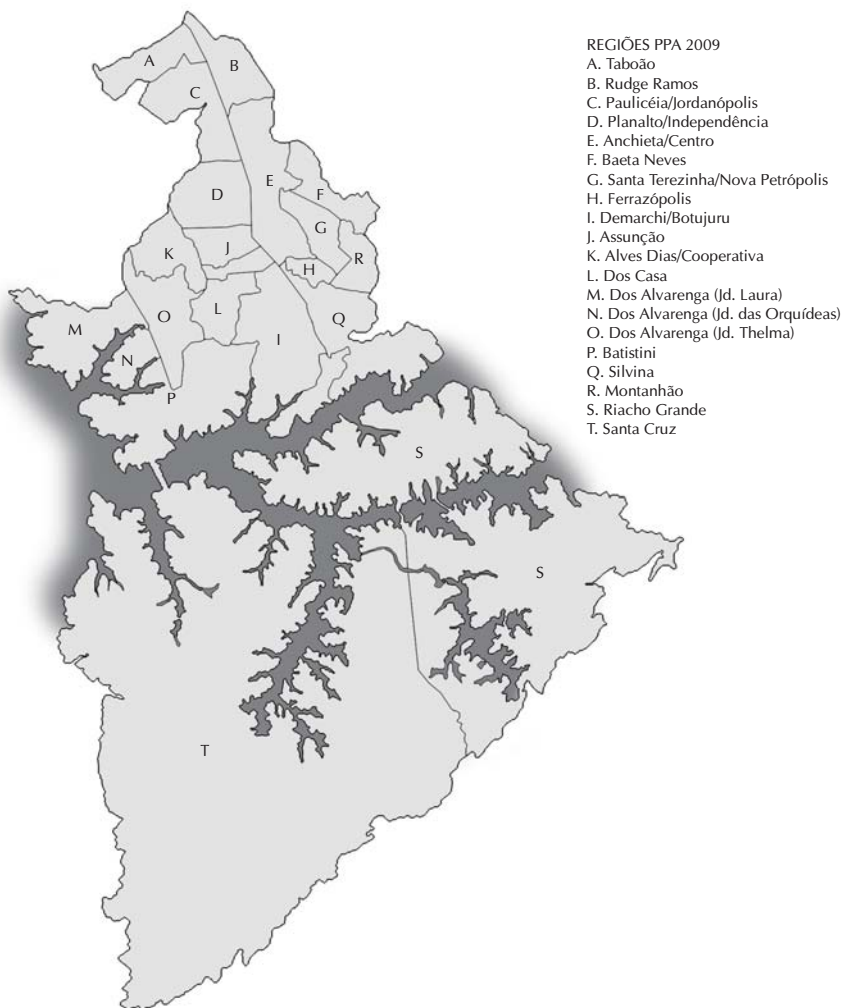 REGIÕES PPA 2009
A. Taboão
B. Rudge Ramos
C. Paulicéia/Jordanópolis
D. Planalto/Independência
E. Anchieta/Centro
F. Baeta Neves
G. Santa Terezinha/Nova Petrópolis
H. Ferrazópolis
I. Demarchi/Botujuru
J. Assunção
K. Alves Dias/Cooperativa
L. Dos Casa
M. Dos Alvarenga (Jd. Laura)
N. Dos Alvarenga (Jd. das Orquídeas)
O. Dos Alvarenga (Jd. Thelma)
P. Batistini
Q. Silvina
R. Montanhão
S. Riacho Grande
T. Santa Cruz
A
B
C
D
E
F
G
J
K
R
H
O
L
Q
M
I
N
P
S
S
T